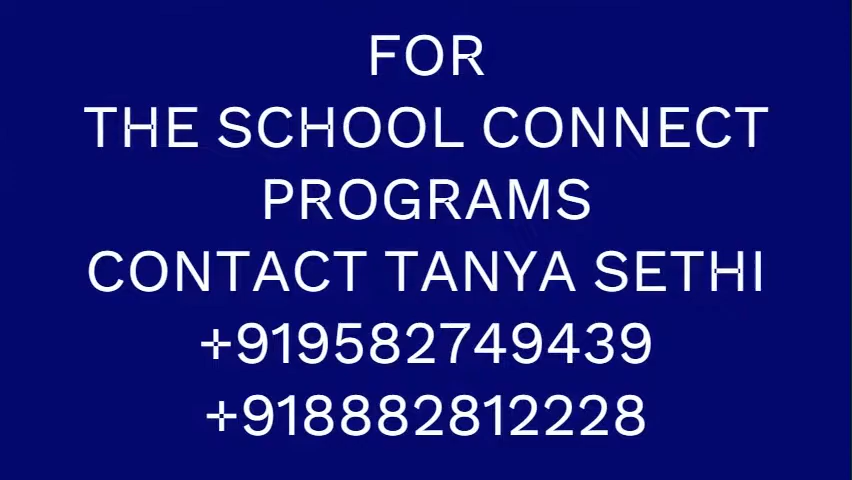 FOR
THE SCHOOL CONNECT
PROGRAMS
CONTACT TANYA SETHI
+919582749439
+918882812228